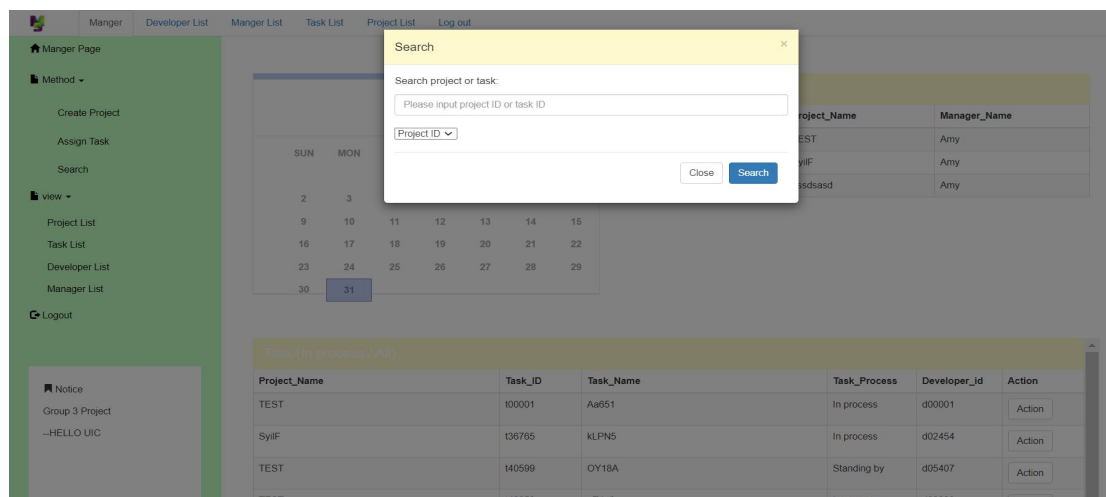 Manger Developer List Manger List Task List Project List Log out
Manger Page
Method
Create Project
Assign Task
Search
view
Project List
Task List
Developer List
Manager List
Logout
Notice
Group 3 Project
--HELLO UIC
Search ×
Search project or task:
Please input project ID or task ID
Project ID
Close Search
SUN MON
2 3
9 10 11 12 13 14 15
16 17 18 19 20 21 22
23 24 25 26 27 28 29
30 31
Manager_Name
Amy
Amy
Amy
Task (In process / All)
Project_Name Task_ID Task_Name Task_Process Developer_id Action
TEST t00001 Aa651 In process d00001 Action
SyilF t36765 kLPN5 In process d02454 Action
TEST t40599 OY18A Standing by d05407 Action